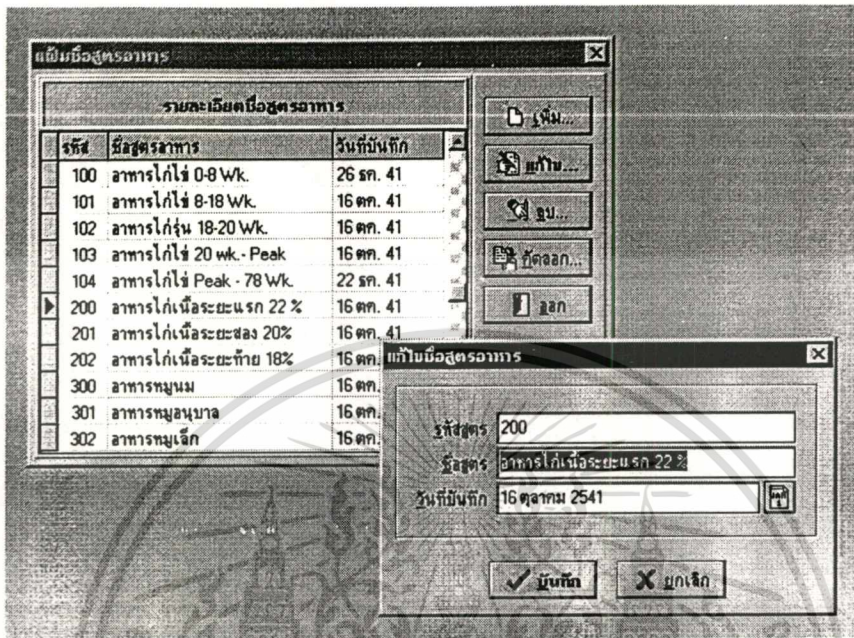 แฟ้มชื่อสูตรอาหาร
รายละเอียดชื่อสูตรอาหาร
รหัส ชื่อสูตรอาหาร วันที่บันทึก
100 อาหารไก่ไข่ 0-8 Wk. 26 ธค. 41
101 อาหารไก่ไข่ 8-18 Wk. 16 ตค. 41
102 อาหารไก่รุ่น 18-20 Wk. 16 ตค. 41
103 อาหารไก่ไข่ 20 wk.- Peak 16 ตค. 41
104 อาหารไก่ไข่ Peak - 78 Wk. 22 ธค. 41
200 อาหารไก่เนื้อระยะแรก 22 % 16 ตค. 41
201 อาหารไก่เนื้อระยะสอง 20% 16 ตค. 41
202 อาหารไก่เนื้อระยะท้าย 18% 16 ตค.
300 อาหารหมูนม 16 ตค.
301 อาหารหมูอนุบาล 16 ตค.
302 อาหารหมูเล็ก 16 ตค.
เพิ่ม...
แก้ไข...
ลบ...
คัดลอก...
ออก
แก้ไขชื่อสูตรอาหาร
รหัสสูตร 200
ชื่อสูตร อาหารไก่เนื้อระยะแรก 22 %
วันที่บันทึก 16 ตุลาคม 2541
บันทึก ยกเลิก